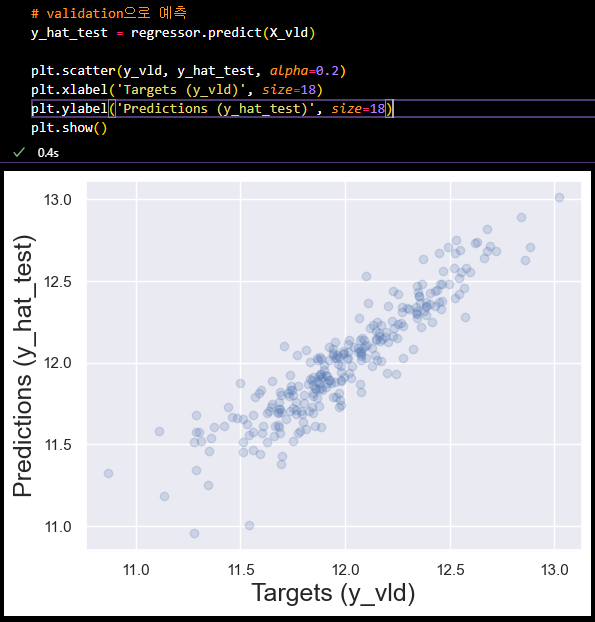 # validation으로 예측
y_hat_test = regressor.predict(X_vld)
plt.scatter(y_vld, y_hat_test, alpha=0.2)
plt.xlabel('Targets (y_vld)', size=18)
plt.ylabel('Predictions (y_hat_test)', size=18)
plt.show()
✓ 0.4s
Predictions (y_hat_test)
13.0
12.5
12.0
11.5
11.0
11.0 11.5 12.0 12.5 13.0
Targets (y_vld)